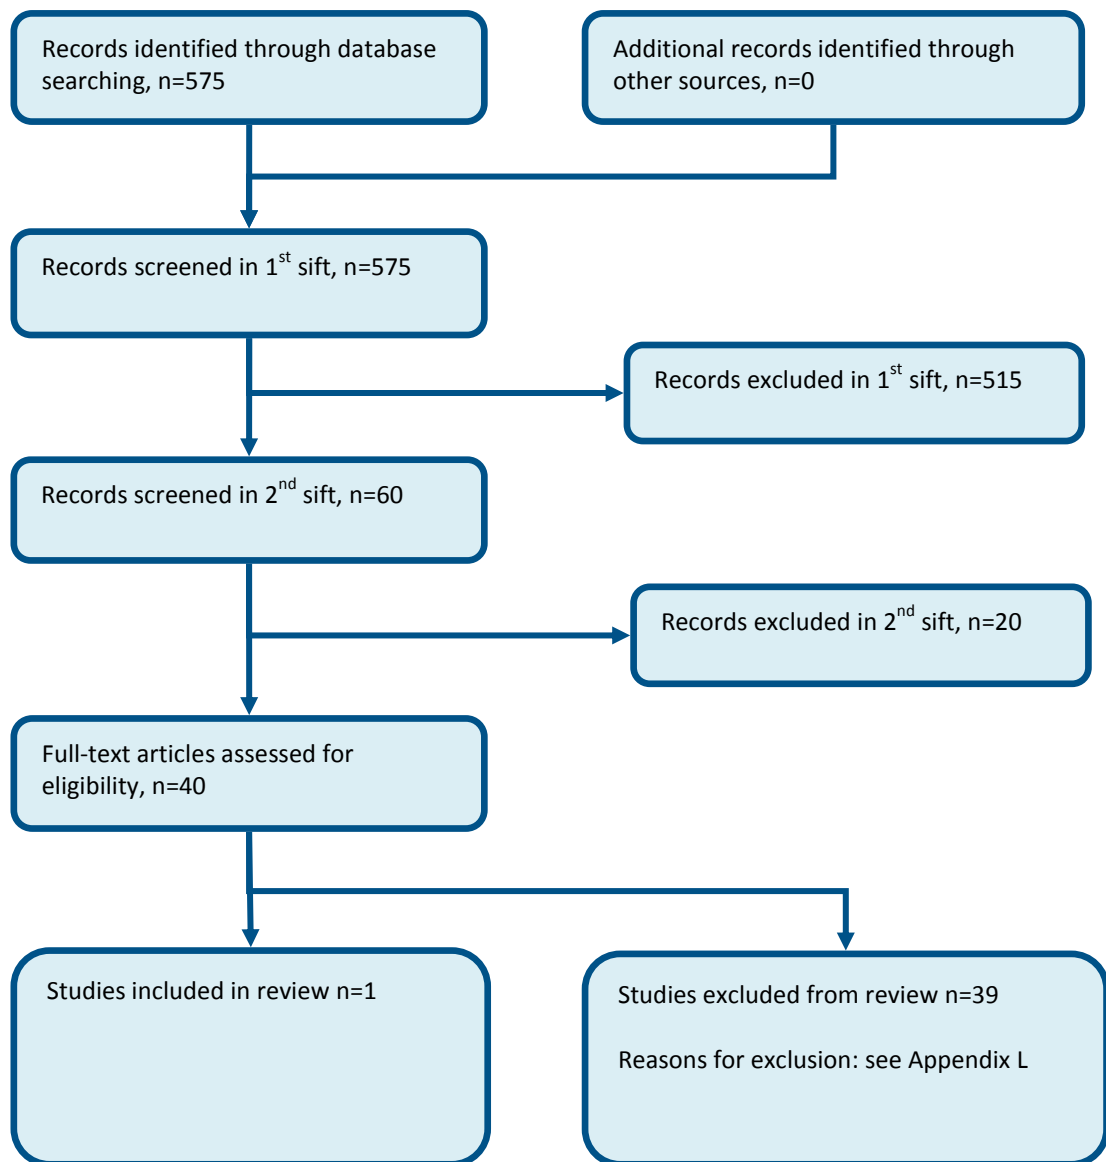 Records identified through database
searching, n=575
Additional records identified through
other sources, n=0
Records screened in 1st sift, n=575
Records excluded in 1st sift, n=515
Records screened in 2nd sift, n=60
Records excluded in 2nd sift, n=20
Full-text articles assessed for
eligibility, n=40
Studies included in review n=1
Studies excluded from review n=39
Reasons for exclusion: see Appendix L